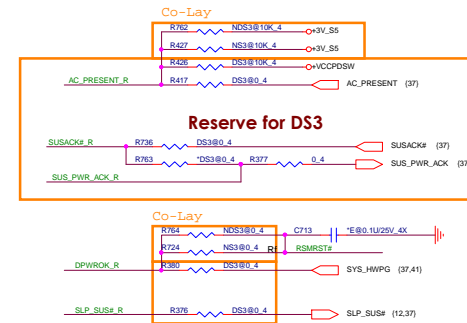 Co-Lay
R762 NDS3@10K_4 +3V_S5
R427 NS3@10K_4 +3V_S5
R426 DS3@10K_4 +VCCPDSW
AC_PRESENT_R R417 DS3@0_4 AC_PRESENT (37)
Reserve for DS3
SUSACK#_R R736 DS3@0_4 SUSACK# (37)
R763 *DS3@0_4 R377 0_4 SUS_PWR_ACK (37
SUS_PWR_ACK_R
Co-Lay
R764 NDS3@0_4 C713 *E@0.1U/25V_4X
R724 NS3@0_4 Rf RSMRST#
DPWROK_R R380 DS3@0_4 SYS_HWPG (37,41)
SLP_SUS#_R R376 DS3@0_4 SLP_SUS# (12,37)